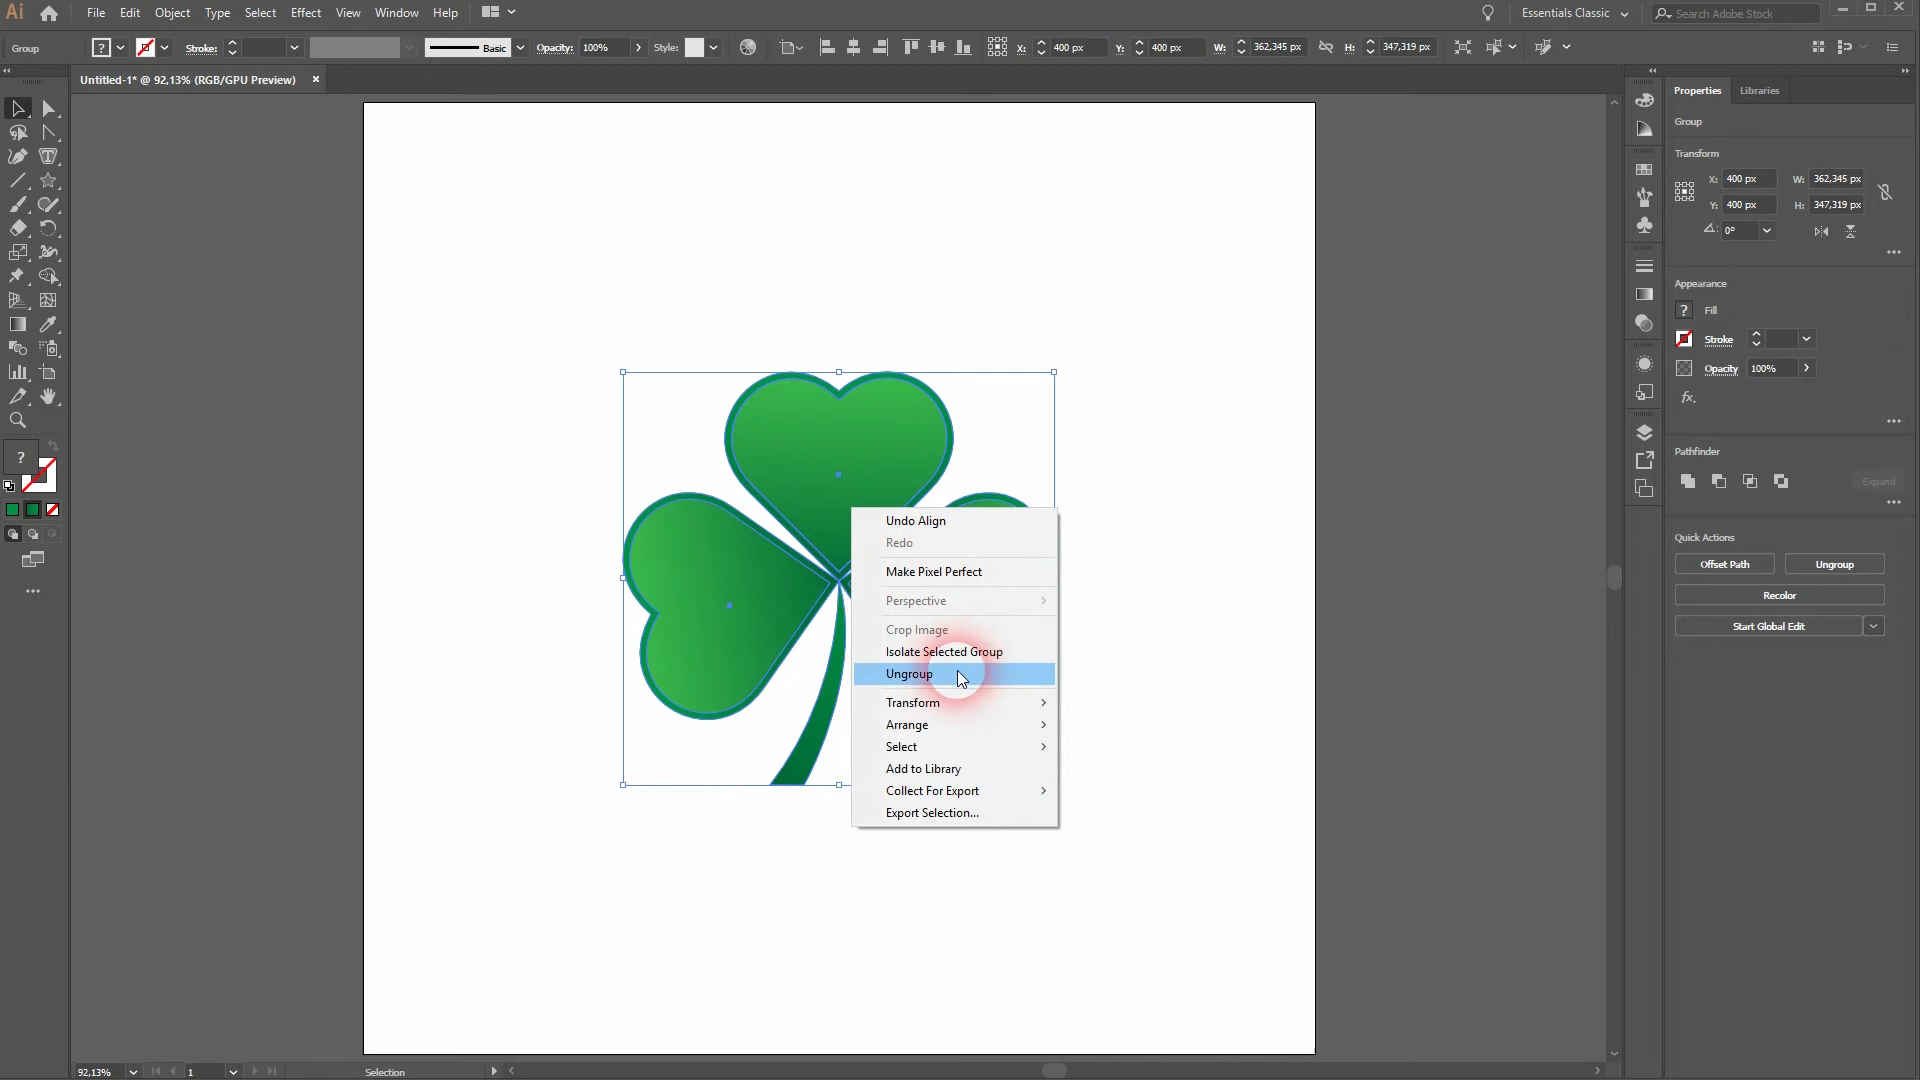 Ai File Edit Object Type Select Effect View Window Help Essentials Classic Search Adobe Stock
Group ? Stroke: Basic Opacity: 100% Style: X: 400 px Y: 400 px W: 362,345 px H: 347,319 px
Untitled-1* @ 92,13% (RGB/GPU Preview) ×
Properties Libraries
Group
Transform
X: 400 px W: 362,345 px
Y: 400 px H: 347,319 px
0°
Appearance
? Fill
Stroke
Opacity 100%
fx.
Pathfinder
Expand
Quick Actions
Offset Path Ungroup
Recolor
Start Global Edit
?
Undo Align
Redo
Make Pixel Perfect
Perspective
Crop Image
Isolate Selected Group
Ungroup
Transform
Arrange
Select
Add to Library
Collect For Export
Export Selection...
92,13% 1 Selection